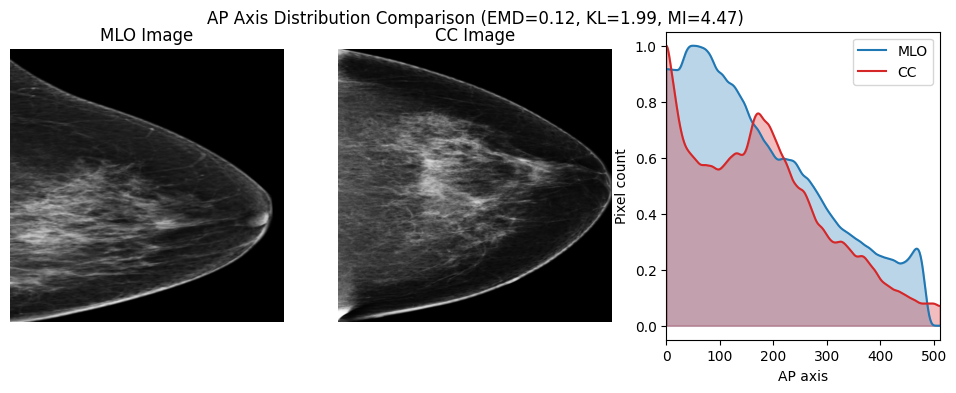 AP Axis Distribution Comparison (EMD=0.12, KL=1.99, MI=4.47)
MLO Image
CC Image
MLO
CC
Pixel count
1.0
0.8
0.6
0.4
0.2
0.0
0 100 200 300 400 500
AP axis